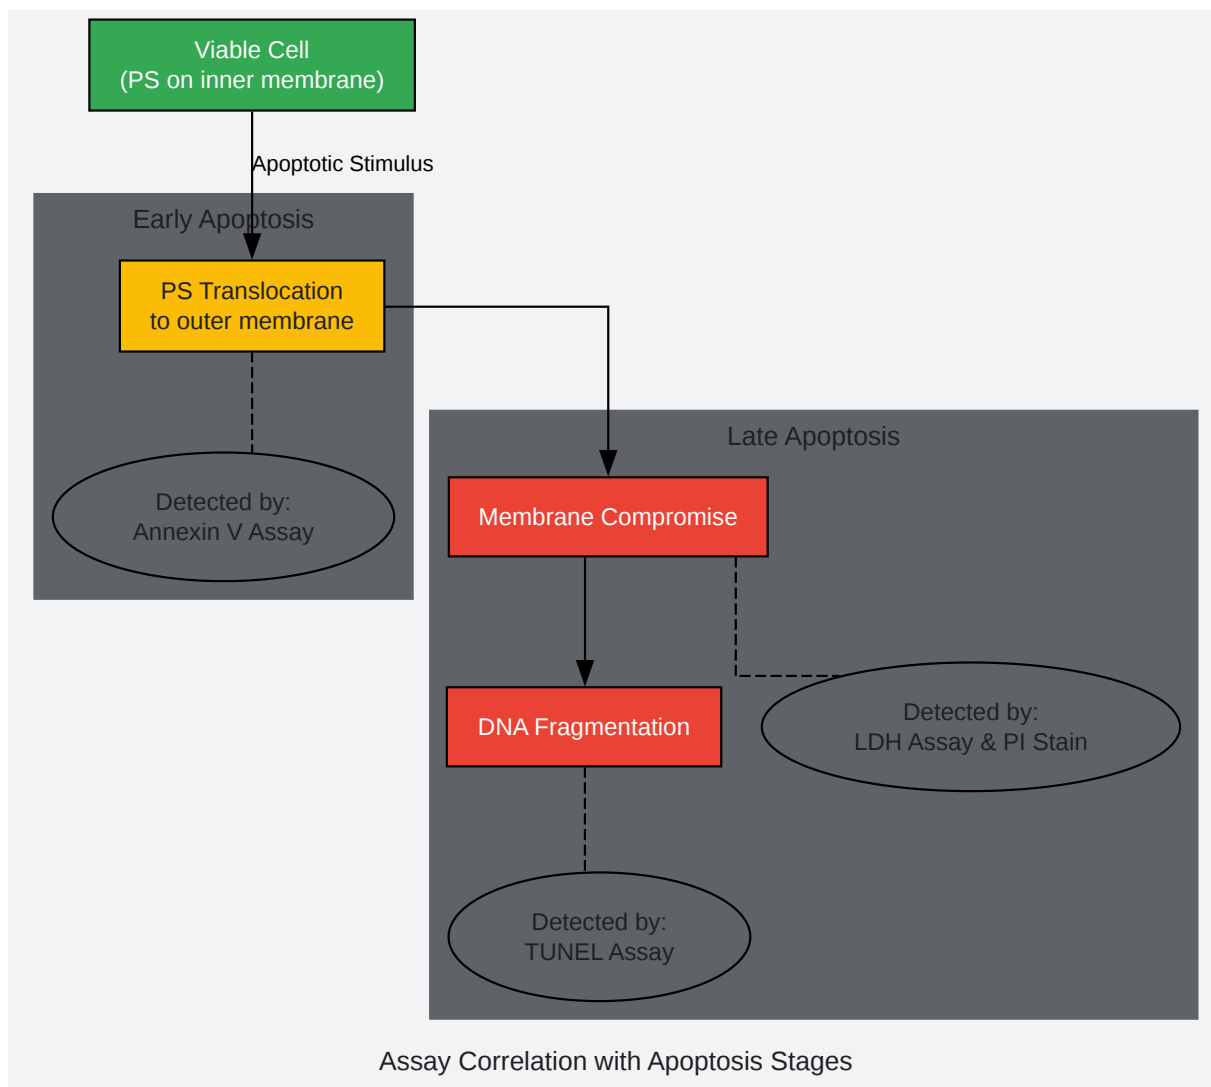 Viable Cell
(PS on inner membrane)
Apoptotic Stimulus
Early Apoptosis
PS Translocation
to outer membrane
Detected by:
Annexin V Assay
Late Apoptosis
Membrane Compromise
DNA Fragmentation
Detected by:
LDH Assay & PI Stain
Detected by:
TUNEL Assay
Assay Correlation with Apoptosis Stages